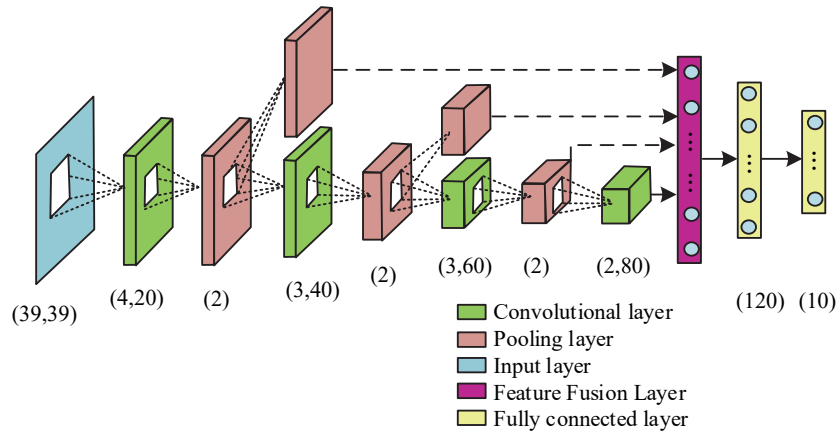 (39,39)
(4,20)
(2)
(3,40)
(2)
(3,60)
(2)
(2,80)
(120)
(10)
Convolutional layer
Pooling layer
Input layer
Feature Fusion Layer
Fully connected layer